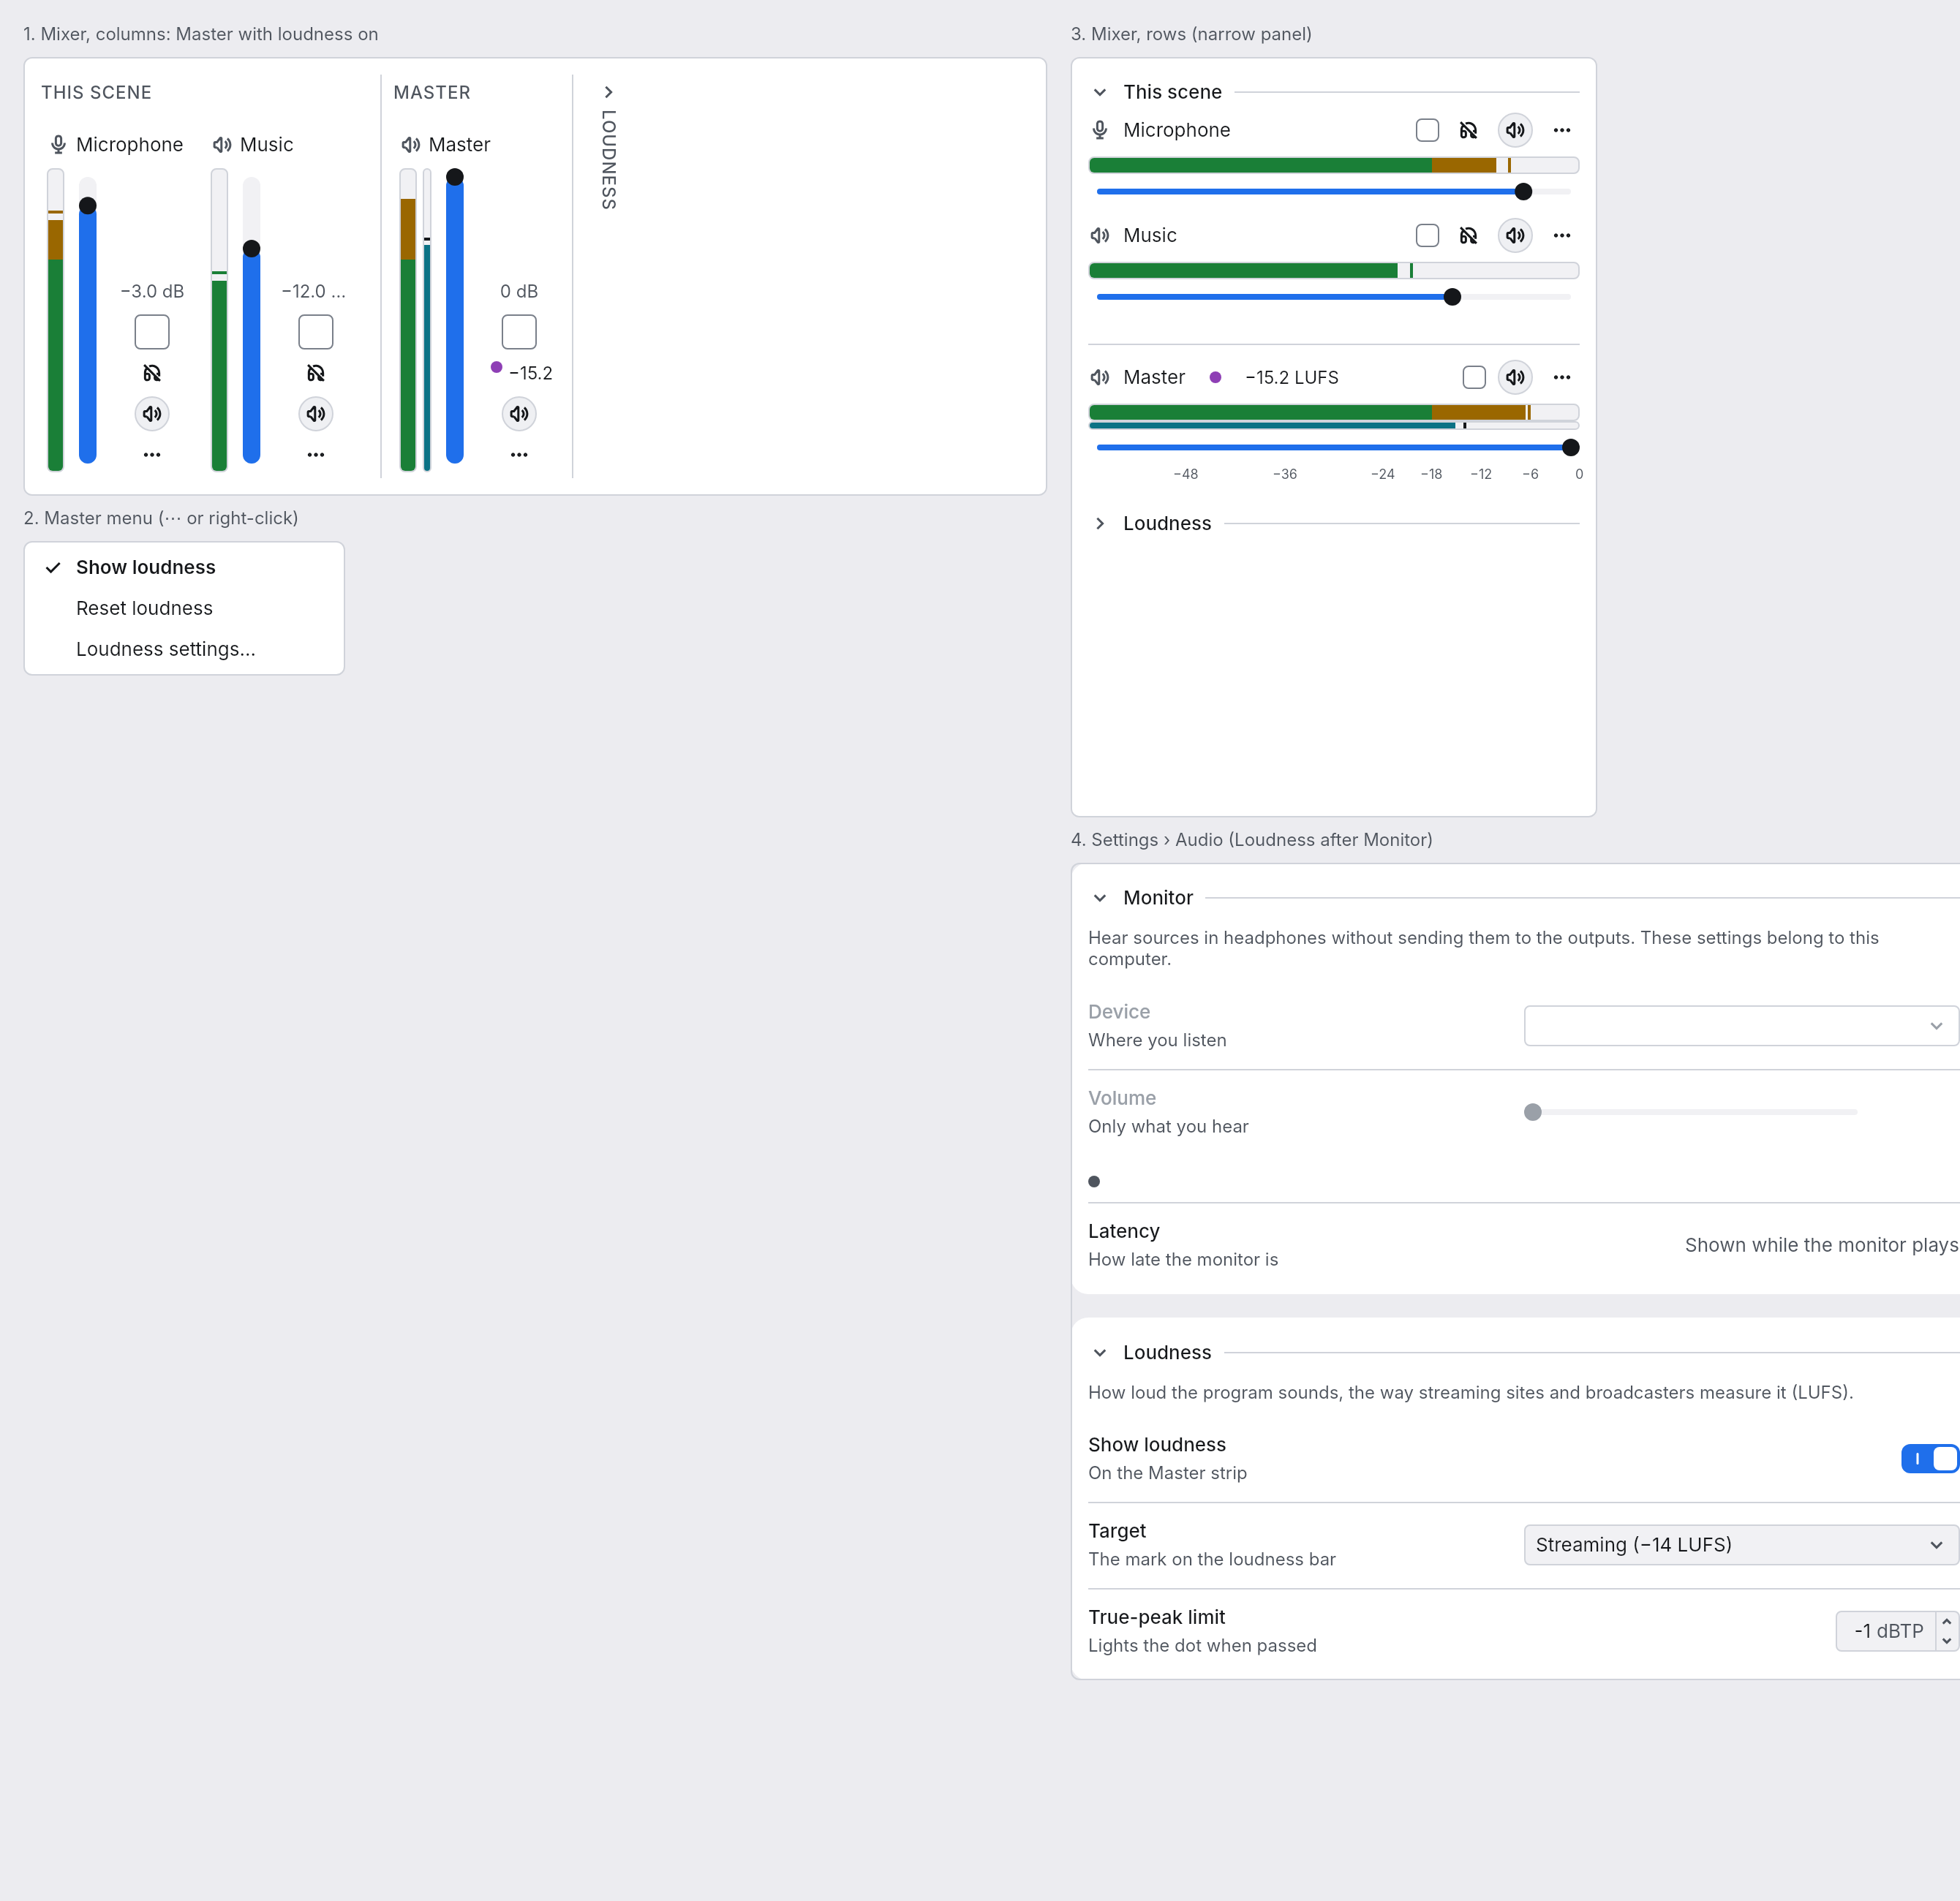 1. Mixer, columns: Master with loudness on
THIS SCENE
MASTER
LOUDNESS
Microphone
Music
Master
−3.0 dB
−12.0 ...
0 dB
−15.2
2. Master menu (··· or right-click)
Show loudness
Reset loudness
Loudness settings...
3. Mixer, rows (narrow panel)
This scene
Microphone
Music
Master
−15.2 LUFS
−48 −36 −24 −18 −12 −6 0
Loudness
4. Settings › Audio (Loudness after Monitor)
Monitor
Hear sources in headphones without sending them to the outputs. These settings belong to this
computer.
Device
Where you listen
Volume
Only what you hear
Latency
How late the monitor is
Shown while the monitor plays
Loudness
How loud the program sounds, the way streaming sites and broadcasters measure it (LUFS).
Show loudness
On the Master strip
Target
The mark on the loudness bar
Streaming (−14 LUFS)
True-peak limit
Lights the dot when passed
-1 dBTP